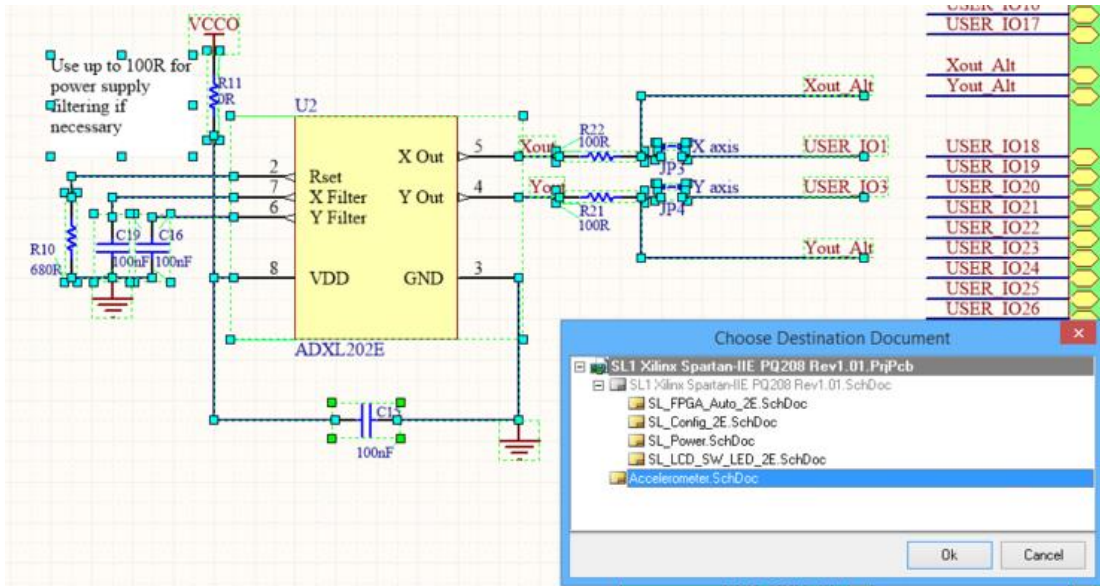 USER_IO16
USER_IO17
VCCO
Use up to 100R for
power supply
filtering if
necessary
R11
0R
U2
Xout_Alt
Yout_Alt
Xout_Alt
Xout
R22
100R
X axis
JP3
USER_IO1
USER_IO18
USER_IO19
5
X Out
2
Rset
7
X Filter
6
Y Filter
4
Y Out
Yout
R21
100R
Y axis
JP4
USER_IO3
USER_IO20
USER_IO21
USER_IO22
USER_IO23
USER_IO24
USER_IO25
USER_IO26
R10
680R
C19
100nF
C16
100nF
Yout_Alt
8
VDD
GND
3
ADXL202E
C15
100nF
Choose Destination Document
SL1 Xilinx Spartan-IIE PQ208 Rev1.01.PrjPcb
SL1 Xilinx Spartan-IIE PQ208 Rev1.01.SchDoc
SL_FPGA_Auto_2E.SchDoc
SL_Config_2E.SchDoc
SL_Power.SchDoc
SL_LCD_SW_LED_2E.SchDoc
Accelerometer.SchDoc
Ok
Cancel